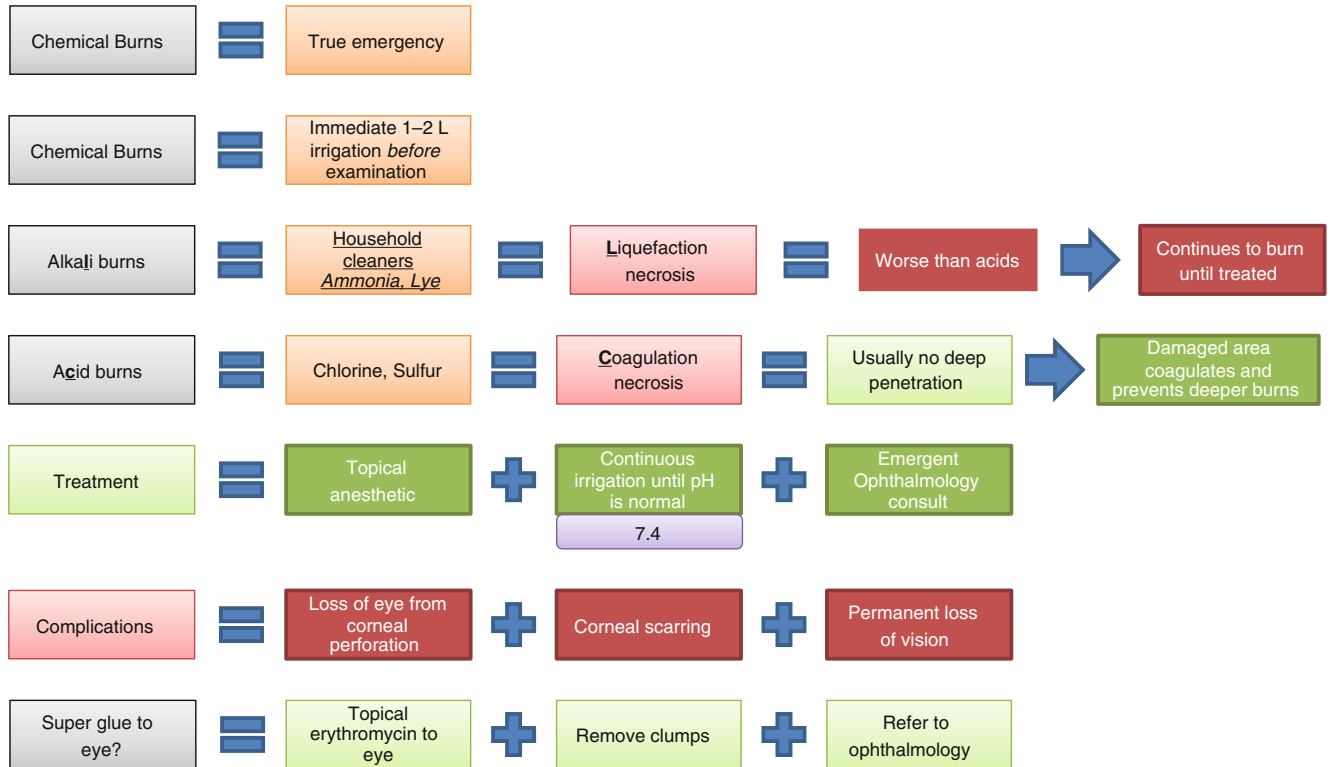 Chemical Burns
True emergency
Chemical Burns
Immediate 1–2 L
irrigation before
examination
Alkali burns
Household
cleaners
Ammonia, Lye
Liquefaction
necrosis
Worse than acids
Continues to burn
until treated
Acid burns
Chlorine, Sulfur
Coagulation
necrosis
Usually no deep
penetration
Damaged area
coagulates and
prevents deeper burns
Treatment
Topical
anesthetic
Continuous
irrigation until pH
is normal
7.4
Emergent
Ophthalmology
consult
Complications
Loss of eye from
corneal
perforation
Corneal scarring
Permanent loss
of vision
Super glue to
eye?
Topical
erythromycin to
eye
Remove clumps
Refer to
ophthalmology